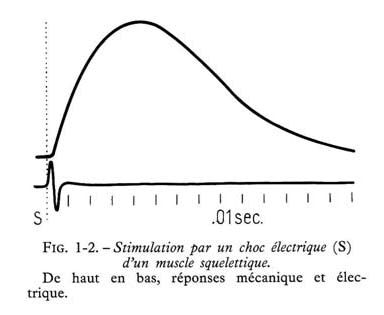 S
.01sec.
FIG. 1-2. – Stimulation par un choc électrique (S)
d'un muscle squelettique.
De haut en bas, réponses mécanique et élec-
trique.